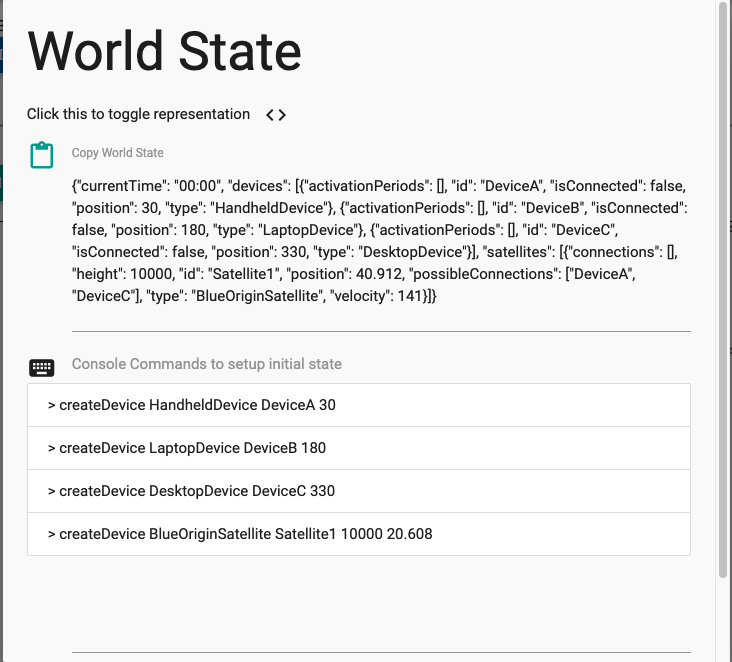 World State
Click this to toggle representation <>
Copy World State
{"currentTime": "00:00", "devices": [{"activationPeriods": [], "id": "DeviceA", "isConnected": false,
"position": 30, "type": "HandheldDevice"}, {"activationPeriods": [], "id": "DeviceB", "isConnected":
false, "position": 180, "type": "LaptopDevice"}, {"activationPeriods": [], "id": "DeviceC",
"isConnected": false, "position": 330, "type": "DesktopDevice"}], "satellites": [{"connections": [],
"height": 10000, "id": "Satellite1", "position": 40.912, "possibleConnections": ["DeviceA",
"DeviceC"], "type": "BlueOriginSatellite", "velocity": 141}]}
Console Commands to setup initial state
> createDevice HandheldDevice DeviceA 30
> createDevice LaptopDevice DeviceB 180
> createDevice DesktopDevice DeviceC 330
> createDevice BlueOriginSatellite Satellite1 10000 20.608